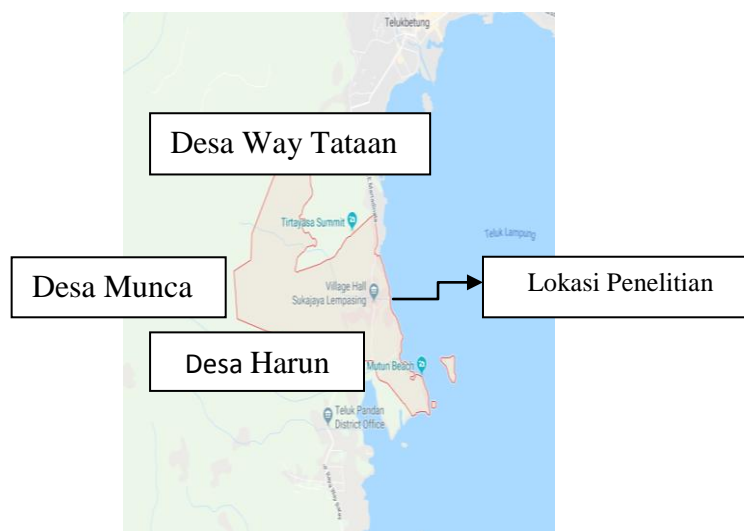 Telukbetung
Desa Way Tataan
Tirtayasa Summit
Teluk Lampung
Desa Munca
Village Hall
Sukajaya Lempasing
Lokasi Penelitian
Desa Harun
Mutun Beach
Teluk Pandan
District Office